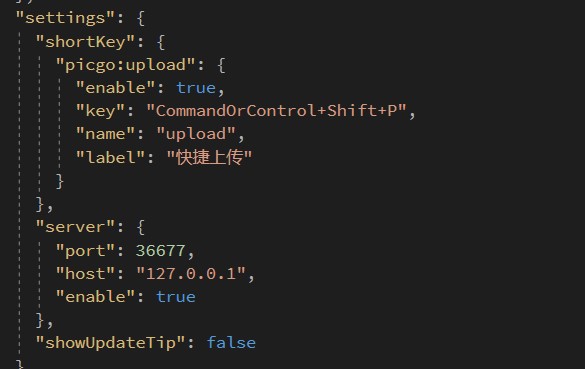 "settings": {
"shortKey": {
"picgo:upload": {
"enable": true,
"key": "CommandOrControl+Shift+P",
"name": "upload",
"label": "快捷上传"
}
},
"server": {
"port": 36677,
"host": "127.0.0.1",
"enable": true
},
"showUpdateTip": false
}